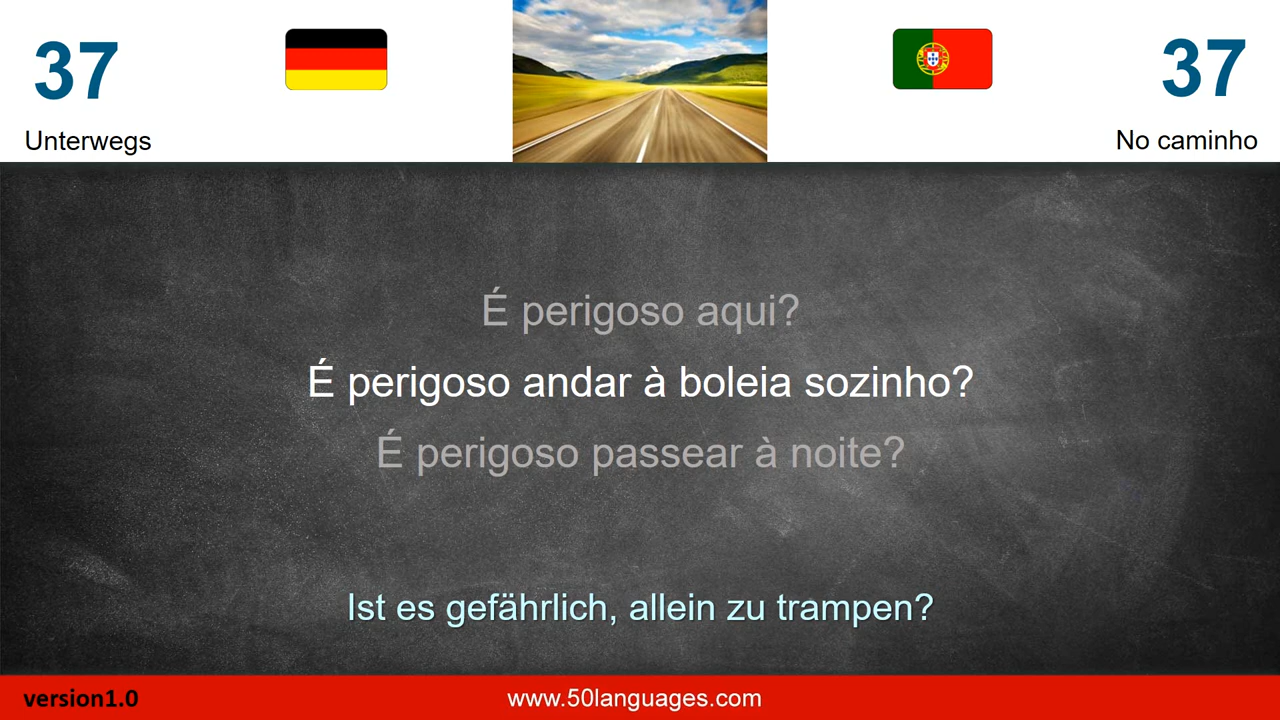 37
37
Unterwegs
No caminho
É perigoso aqui?
É perigoso andar à boleia sozinho?
É perigoso passear à noite?
Ist es gefährlich, allein zu trampen?
version1.0
www.50languages.com